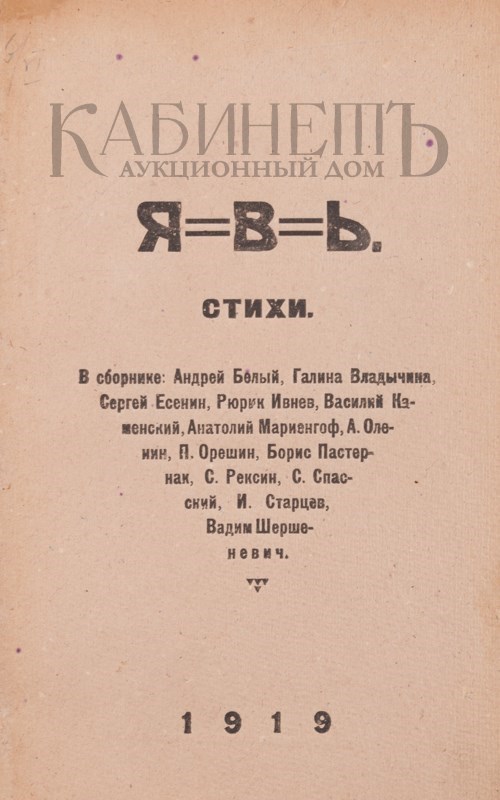 КАБИНЕТЪ
АУКЦИОННЫЙ ДОМ
Я=В=Ь.
СТИХИ.
В сборнике: Андрей Белый, Галина Владычина,
Сергей Есенин, Рюрик Ивнев, Василий Ка-
менский, Анатолий Мариенгоф, А. Оле-
нин, П. Орешин, Борис Пастер-
нак, С. Рексин, С. Спас-
ский, И. Старцев,
Вадим Шерше-
невич.
1919